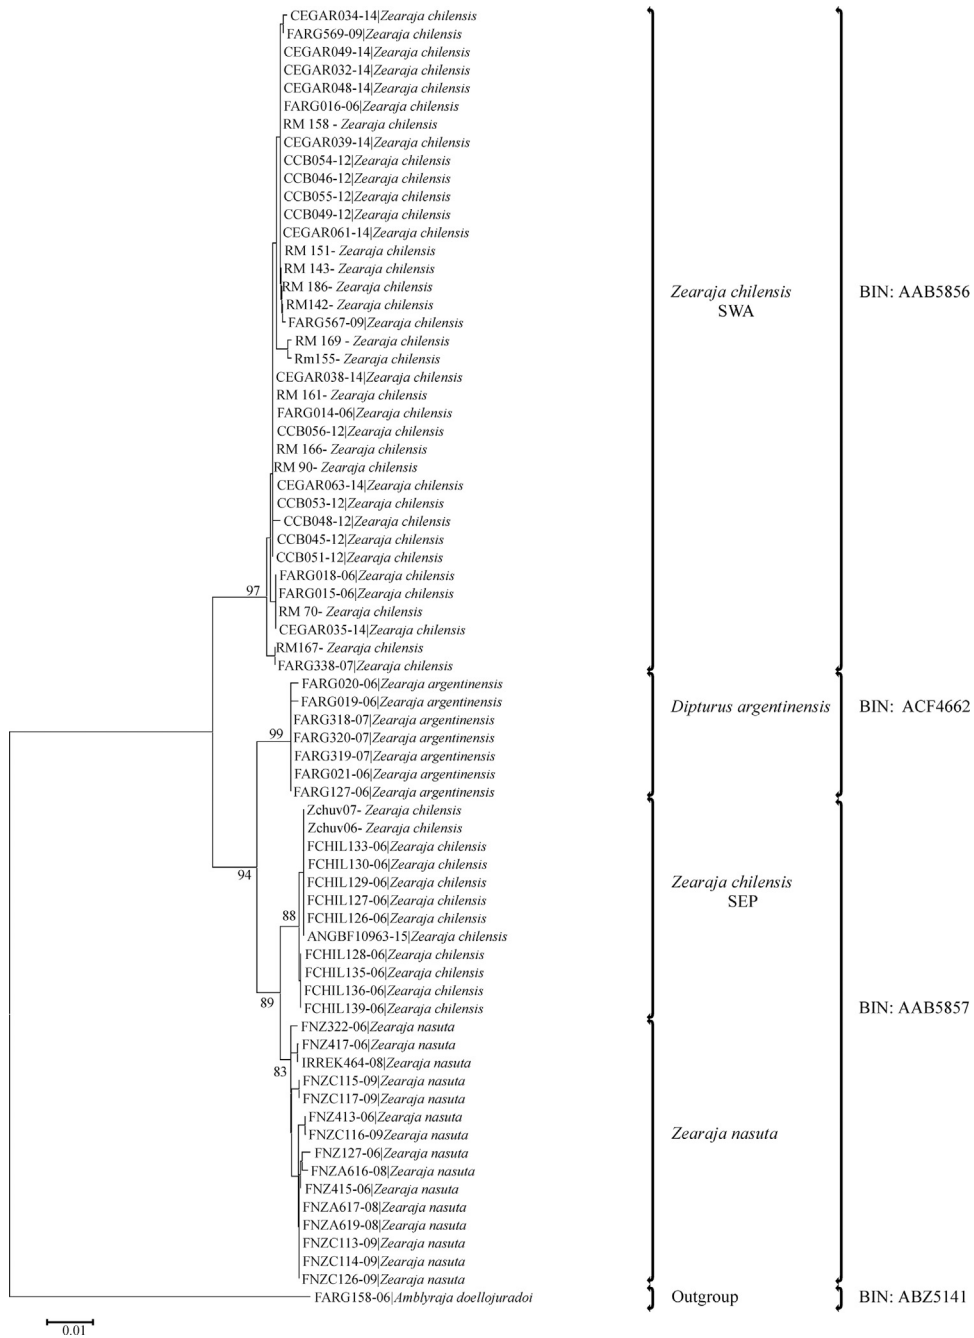 CEGAR034-14|Zearaja chilensis
FARG569-09|Zearaja chilensis
CEGAR049-14|Zearaja chilensis
CEGAR032-14|Zearaja chilensis
CEGAR048-14|Zearaja chilensis
FARG016-06|Zearaja chilensis
RM 158 - Zearaja chilensis
CEGAR039-14|Zearaja chilensis
CCB054-12|Zearaja chilensis
CCB046-12|Zearaja chilensis
CCB055-12|Zearaja chilensis
CCB049-12|Zearaja chilensis
CEGAR061-14|Zearaja chilensis
RM 151- Zearaja chilensis
RM 143- Zearaja chilensis
RM 186- Zearaja chilensis
RM142- Zearaja chilensis
FARG567-09|Zearaja chilensis
RM 169 - Zearaja chilensis
Rm155- Zearaja chilensis
CEGAR038-14|Zearaja chilensis
RM 161- Zearaja chilensis
FARG014-06|Zearaja chilensis
CCB056-12|Zearaja chilensis
RM 166- Zearaja chilensis
RM 90- Zearaja chilensis
CEGAR063-14|Zearaja chilensis
CCB053-12|Zearaja chilensis
CCB048-12|Zearaja chilensis
CCB045-12|Zearaja chilensis
CCB051-12|Zearaja chilensis
FARG018-06|Zearaja chilensis
FARG015-06|Zearaja chilensis
RM 70- Zearaja chilensis
CEGAR035-14|Zearaja chilensis
RM167- Zearaja chilensis
FARG338-07|Zearaja chilensis
FARG020-06|Zearaja argentinensis
FARG019-06|Zearaja argentinensis
FARG318-07|Zearaja argentinensis
FARG320-07|Zearaja argentinensis
FARG319-07|Zearaja argentinensis
FARG021-06|Zearaja argentinensis
FARG127-06|Zearaja argentinensis
Zchuv07- Zearaja chilensis
Zchuv06- Zearaja chilensis
FCHIL133-06|Zearaja chilensis
FCHIL130-06|Zearaja chilensis
FCHIL129-06|Zearaja chilensis
FCHIL127-06|Zearaja chilensis
FCHIL126-06|Zearaja chilensis
ANGBF10963-15|Zearaja chilensis
FCHIL128-06|Zearaja chilensis
FCHIL135-06|Zearaja chilensis
FCHIL136-06|Zearaja chilensis
FCHIL139-06|Zearaja chilensis
FNZ322-06|Zearaja nasuta
FNZ417-06|Zearaja nasuta
IRREK464-08|Zearaja nasuta
FNZC115-09|Zearaja nasuta
FNZC117-09|Zearaja nasuta
FNZ413-06|Zearaja nasuta
FNZC116-09Zearaja nasuta
FNZ127-06|Zearaja nasuta
FNZA616-08|Zearaja nasuta
FNZ415-06|Zearaja nasuta
FNZA617-08|Zearaja nasuta
FNZA619-08|Zearaja nasuta
FNZC113-09|Zearaja nasuta
FNZC114-09|Zearaja nasuta
FNZC126-09|Zearaja nasuta
FARG158-06|Amblyraja doellojuradoi
97
99
94
88
89
83
0.01
Zearaja chilensis
SWA
Dipturus argentinensis
Zearaja chilensis
SEP
Zearaja nasuta
Outgroup
BIN: AAB5856
BIN: ACF4662
BIN: AAB5857
BIN: ABZ5141